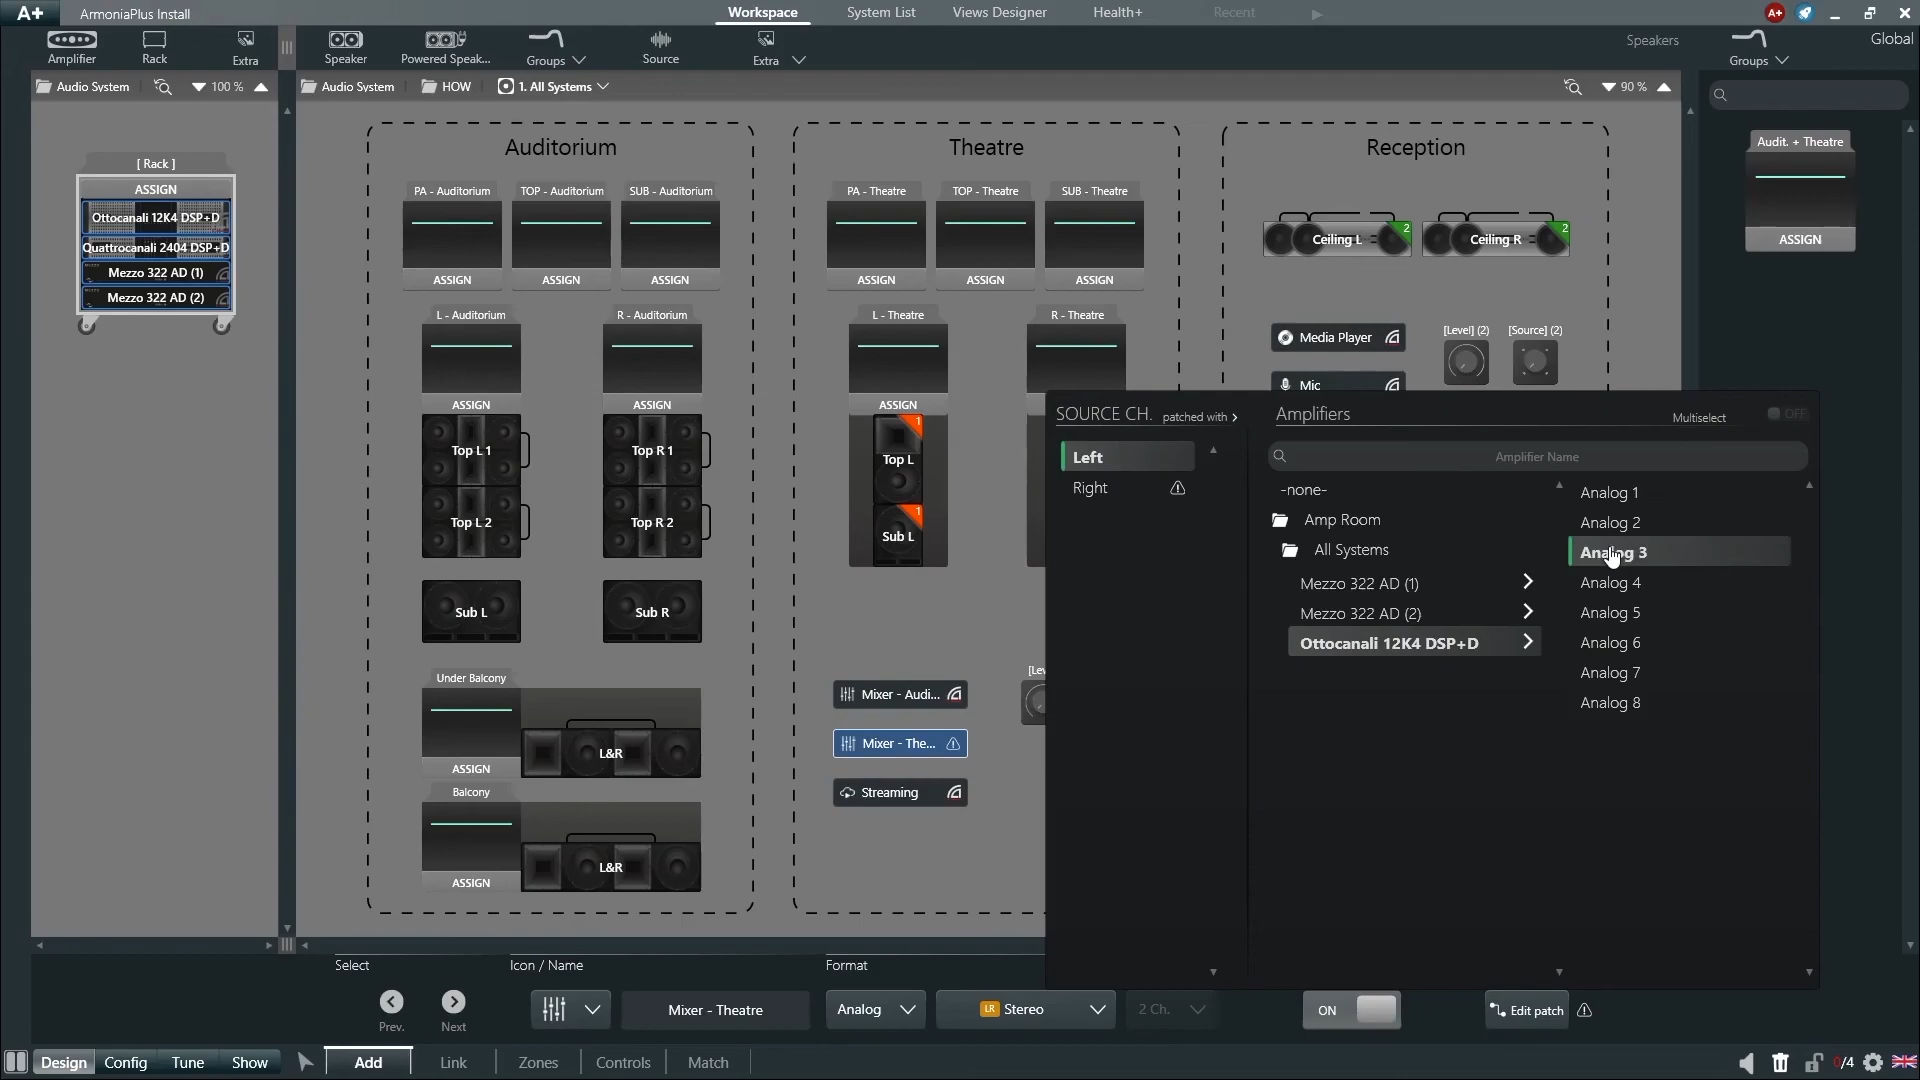 A+ ArmoniaPlus Install
Workspace System List Views Designer Health+ Recent
A+
Amplifier Rack Extra
Speaker Powered Speak... Groups Source Extra
Speakers Groups Global
Audio System 100 %
Audio System HOW 1. All Systems 90 %
[ Rack ]
ASSIGN
Ottocanali 12K4 DSP+D
Quattrocanali 2404 DSP+D
Mezzo 322 AD (1)
Mezzo 322 AD (2)
Auditorium
PA - Auditorium TOP - Auditorium SUB - Auditorium
ASSIGN ASSIGN ASSIGN
L - Auditorium R - Auditorium
ASSIGN ASSIGN
Top L 1 Top R 1
Top L 2 Top R 2
Sub L Sub R
Under Balcony
L&R
ASSIGN
Balcony
L&R
ASSIGN
Theatre
PA - Theatre TOP - Theatre SUB - Theatre
ASSIGN ASSIGN ASSIGN
L - Theatre R - Theatre
ASSIGN
1
Top L
1
Sub L
[Lev
Mixer - Audi...
Mixer - The...
Streaming
Reception
Ceiling L 2 Ceiling R 2
Media Player [Level] (2) [Source] (2)
Mic
Audit. + Theatre
ASSIGN
SOURCE CH. patched with
Left
Right
Amplifiers Multiselect OFF
Amplifier Name
-none-
Amp Room
All Systems
Mezzo 322 AD (1)
Mezzo 322 AD (2)
Ottocanali 12K4 DSP+D
Analog 1
Analog 2
Analog 3
Analog 4
Analog 5
Analog 6
Analog 7
Analog 8
Select Icon / Name Format
Prev. Next Mixer - Theatre Analog LR Stereo 2 Ch. ON Edit patch
Design Config Tune Show Add Link Zones Controls Match 0/4